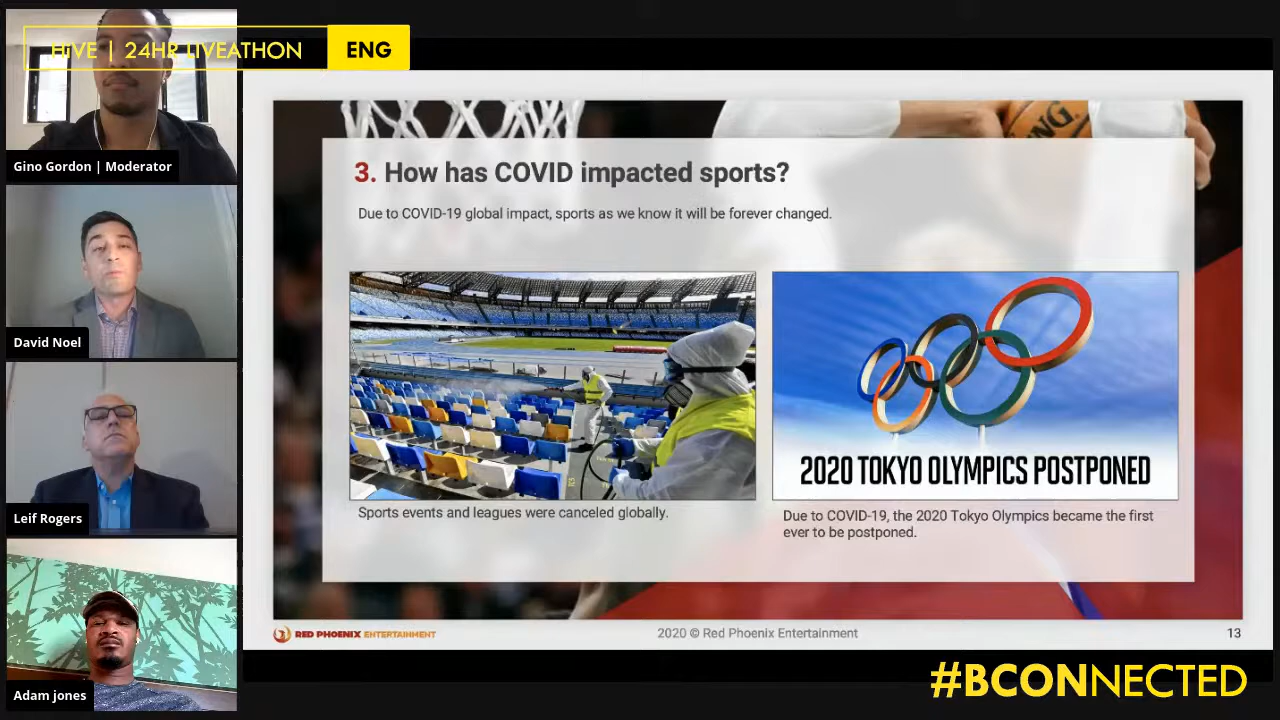 HiVE | 24HR LIVEATHON ENG
Gino Gordon | Moderator
David Noel
Leif Rogers
Adam jones
3. How has COVID impacted sports?
Due to COVID-19 global impact, sports as we know it will be forever changed.
Sports events and leagues were canceled globally.
2020 TOKYO OLYMPICS POSTPONED
Due to COVID-19, the 2020 Tokyo Olympics became the first
ever to be postponed.
RED PHOENIX ENTERTAINMENT
2020 © Red Phoenix Entertainment
13
#BCONNECTED